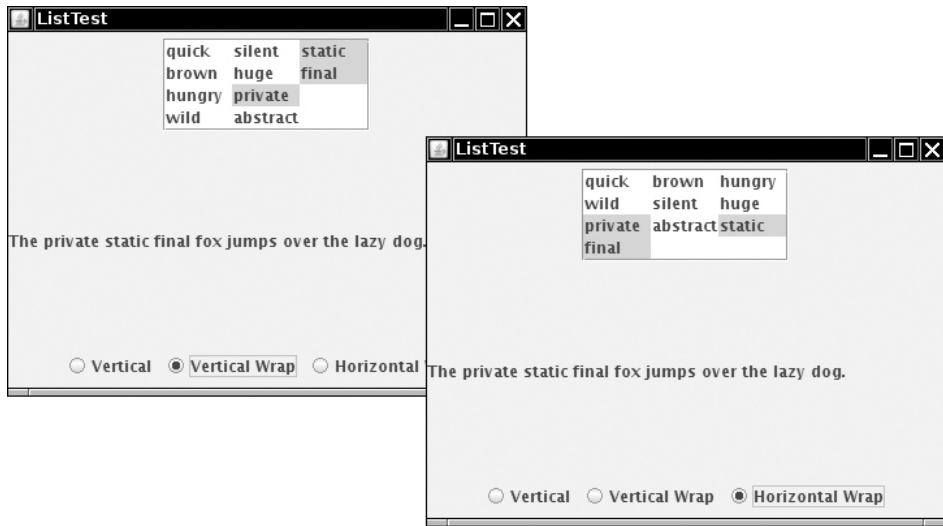 ListTest
quick silent static
brown huge final
hungry private
wild abstract
The private static final fox jumps over the lazy dog.
Vertical Vertical Wrap Horizontal
ListTest
quick brown hungry
wild silent huge
private abstract static
final
The private static final fox jumps over the lazy dog.
Vertical Vertical Wrap Horizontal Wrap